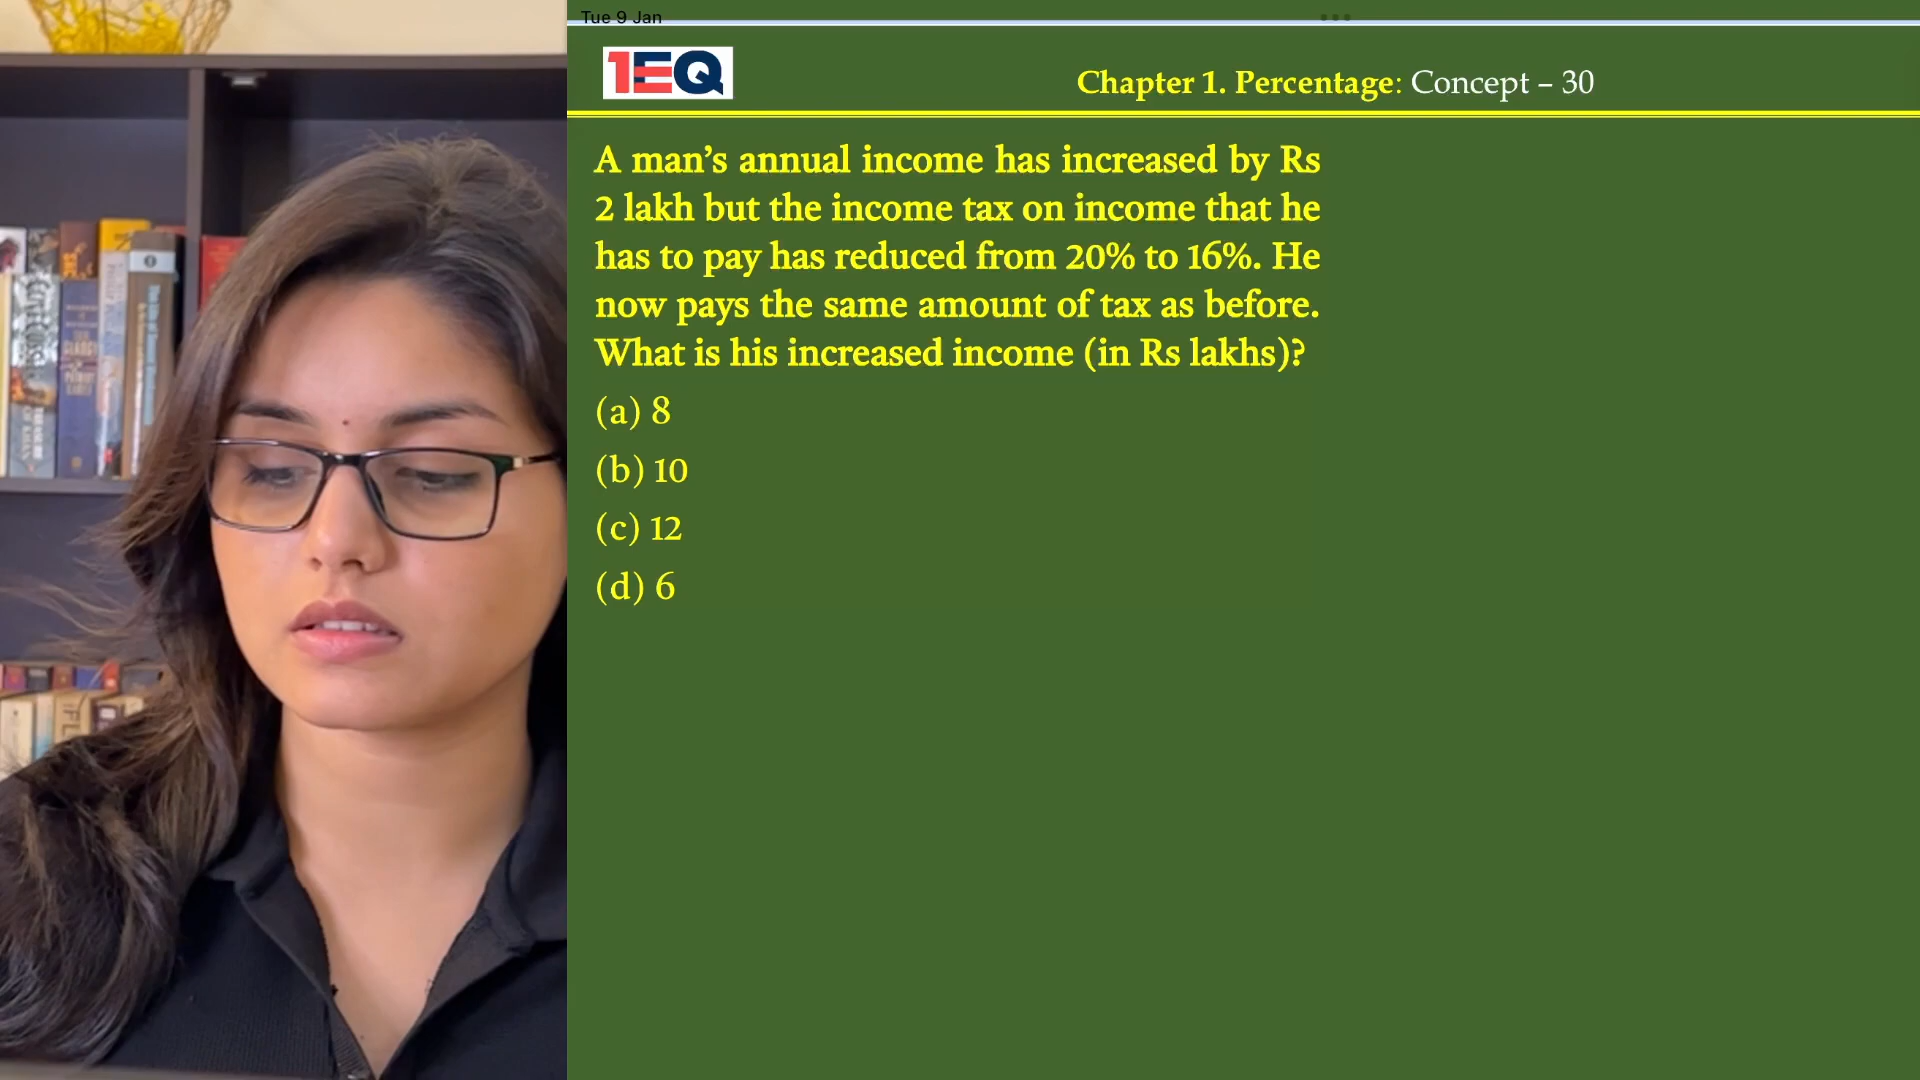 Tue 9 Jan
1EQ
Chapter 1. Percentage: Concept – 30
A man’s annual income has increased by Rs
2 lakh but the income tax on income that he
has to pay has reduced from 20% to 16%. He
now pays the same amount of tax as before.
What is his increased income (in Rs lakhs)?
(a) 8
(b) 10
(c) 12
(d) 6